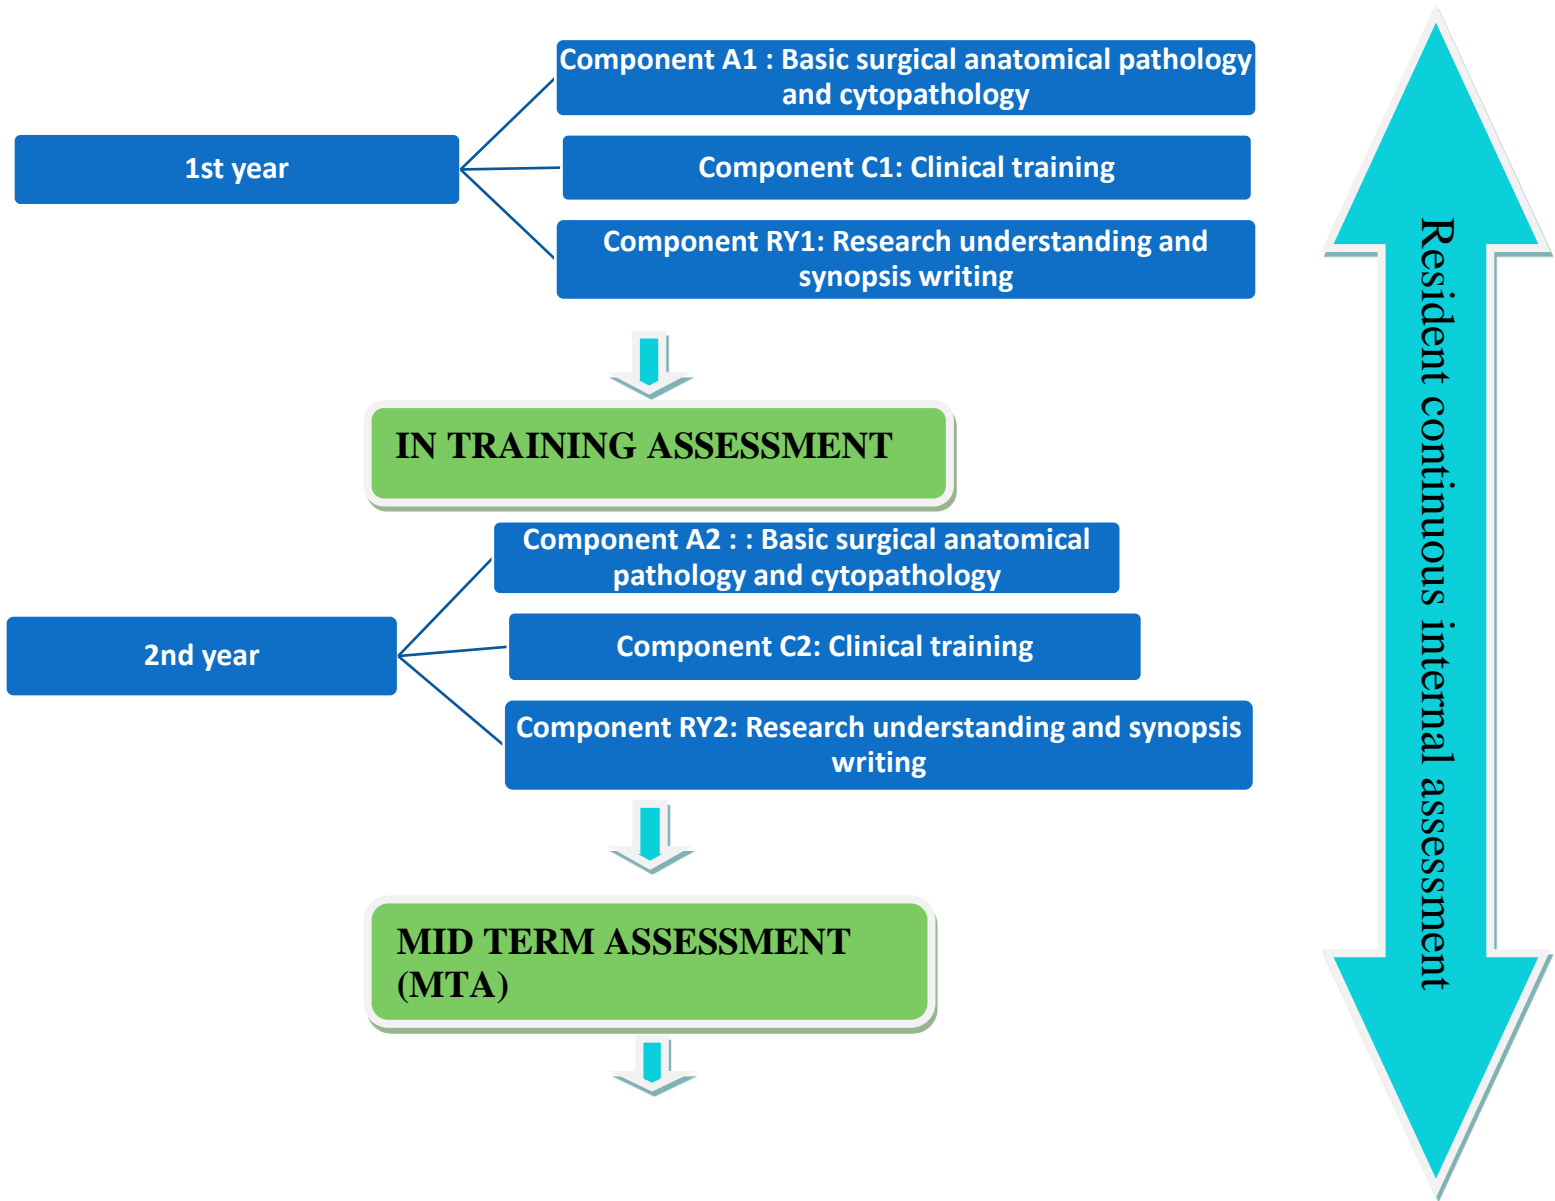 Component A1 : Basic surgical anatomical pathology
and cytopathology
1st year
Component C1: Clinical training
Component RY1: Research understanding and
synopsis writing
IN TRAINING ASSESSMENT
Component A2 : : Basic surgical anatomical
pathology and cytopathology
2nd year
Component C2: Clinical training
Component RY2: Research understanding and synopsis
writing
MID TERM ASSESSMENT
(MTA)
Resident continuous internal assessment